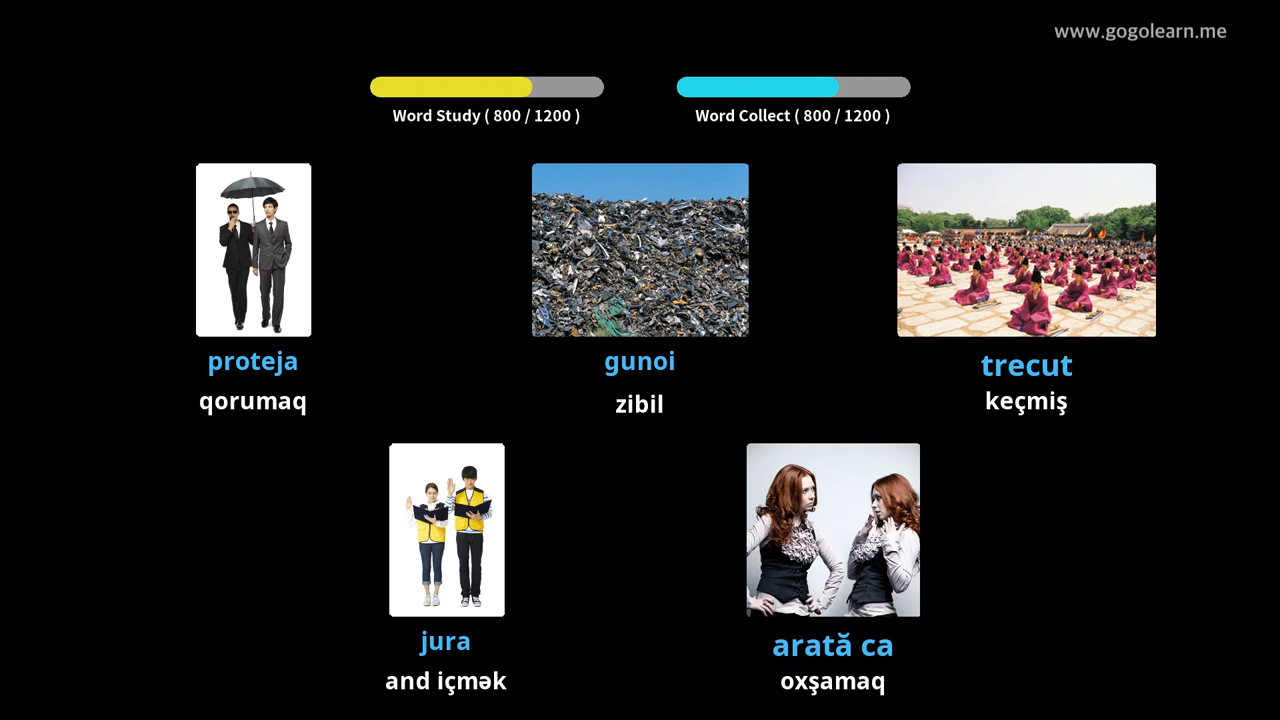 www.gogolearn.me
Word Study ( 800 / 1200 )
Word Collect ( 800 / 1200 )
proteja
qorumaq
gunoi
zibil
trecut
keçmiş
jura
and içmək
arată ca
oxşamaq